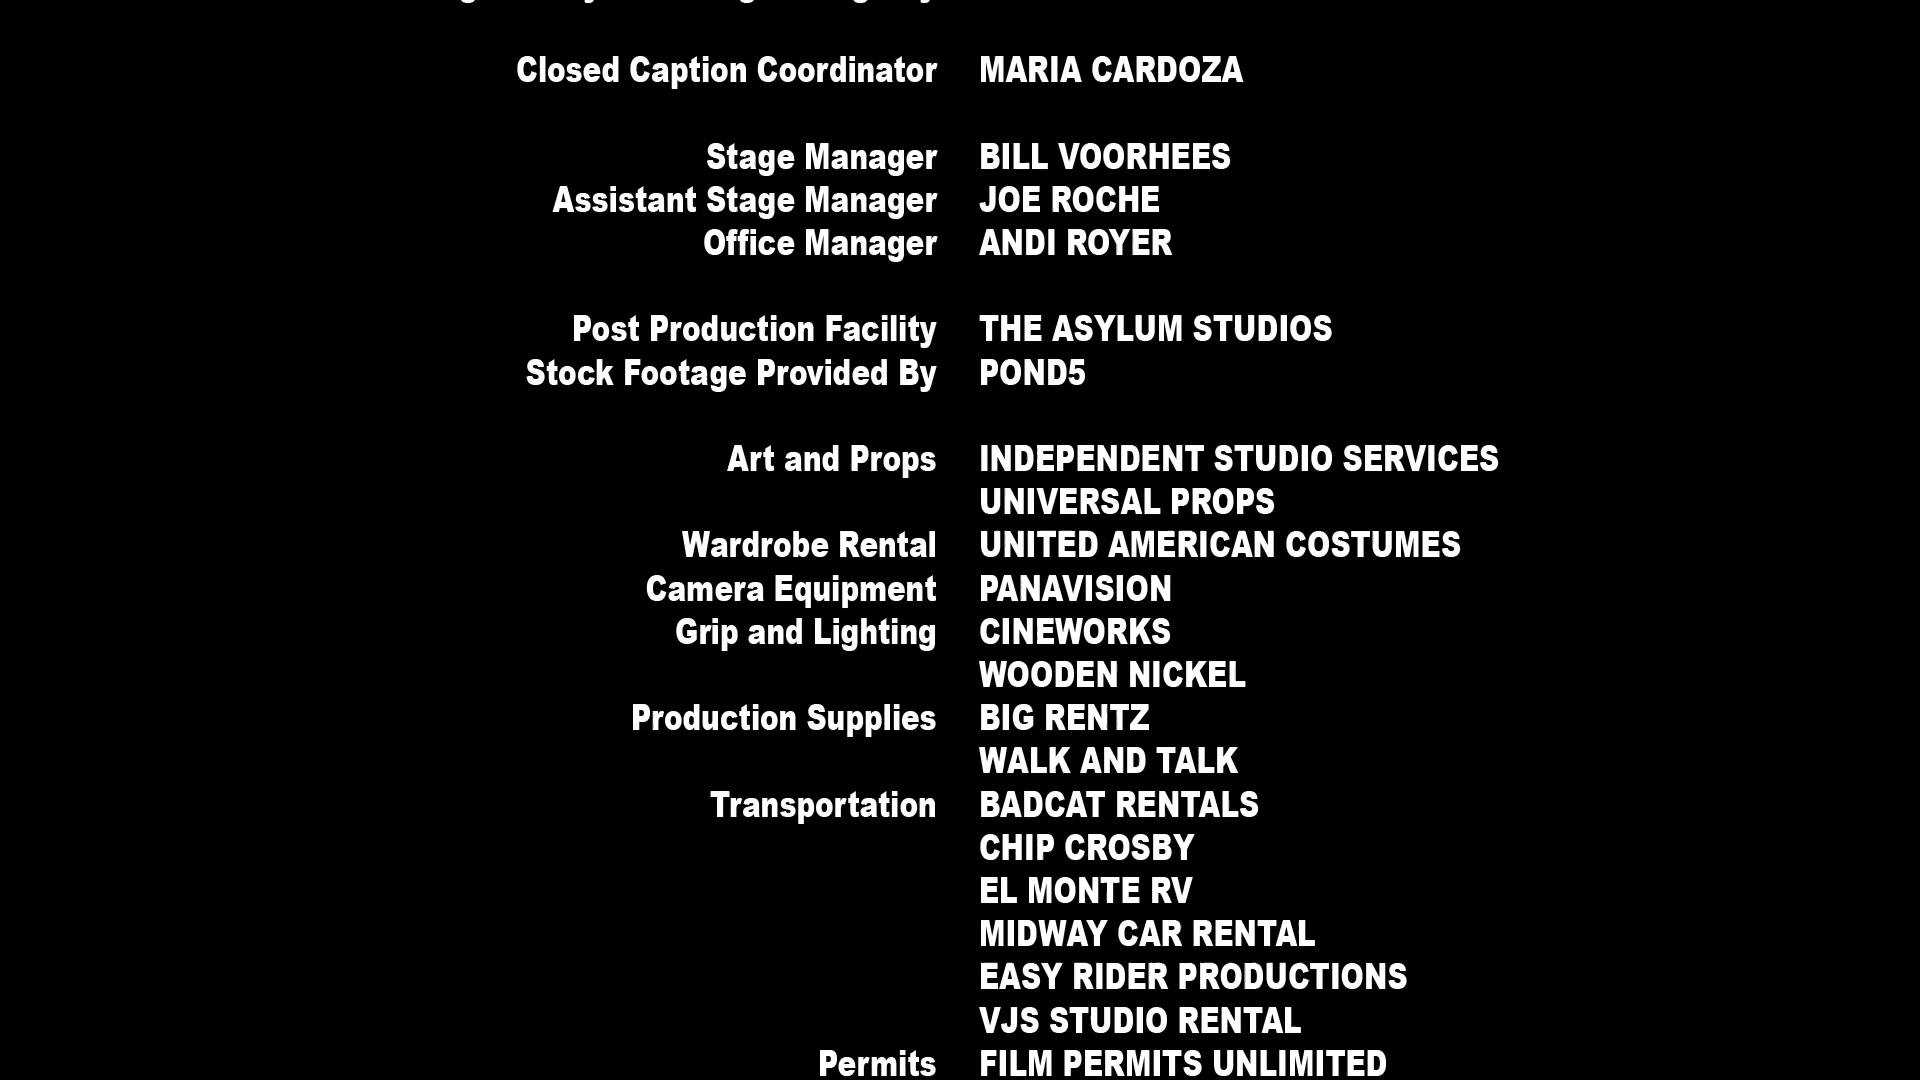 Closed Caption Coordinator MARIA CARDOZA
Stage Manager BILL VOORHEES
Assistant Stage Manager JOE ROCHE
Office Manager ANDI ROYER
Post Production Facility THE ASYLUM STUDIOS
Stock Footage Provided By POND5
Art and Props INDEPENDENT STUDIO SERVICES
UNIVERSAL PROPS
Wardrobe Rental UNITED AMERICAN COSTUMES
Camera Equipment PANAVISION
Grip and Lighting CINEWORKS
WOODEN NICKEL
Production Supplies BIG RENTZ
WALK AND TALK
Transportation BADCAT RENTALS
CHIP CROSBY
EL MONTE RV
MIDWAY CAR RENTAL
EASY RIDER PRODUCTIONS
VJS STUDIO RENTAL
Permits FILM PERMITS UNLIMITED